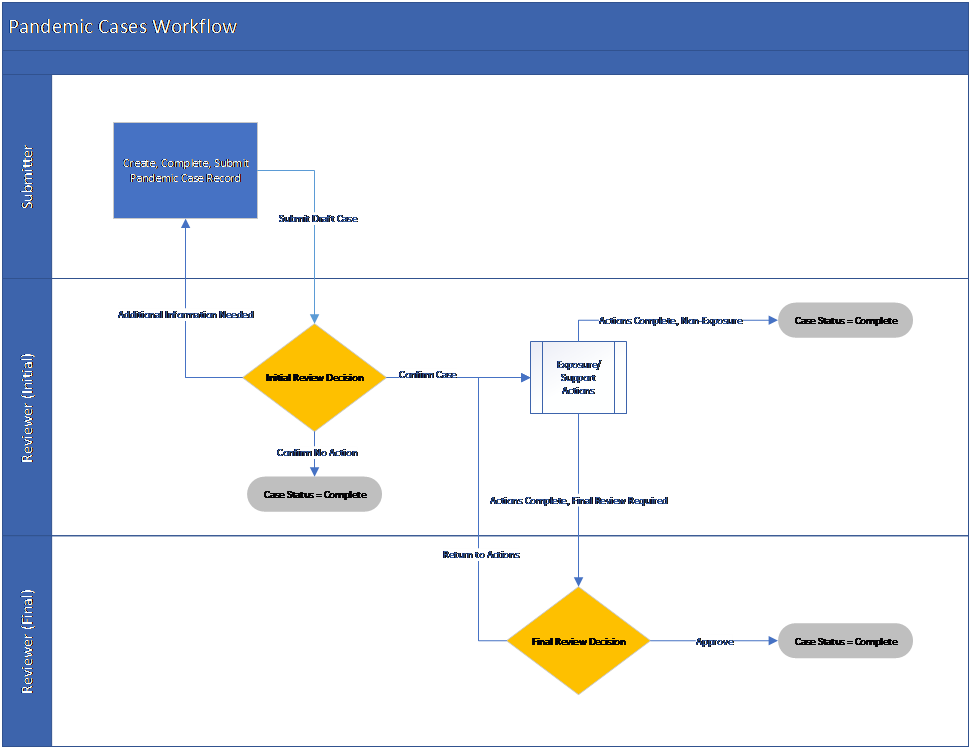 Pandemic Cases Workflow
Submitter
Create, Complete, Submit
Pandemic Case Record
Submit Draft Case
Reviewer (Initial)
Additional Information Needed
Initial Review Decision
Confirm Case
Confirm No Action
Case Status = Complete
Exposure/
Support
Actions
Actions Complete, Non-Exposure
Case Status = Complete
Actions Complete, Final Review Required
Reviewer (Final)
Return to Actions
Final Review Decision
Approve
Case Status = Complete